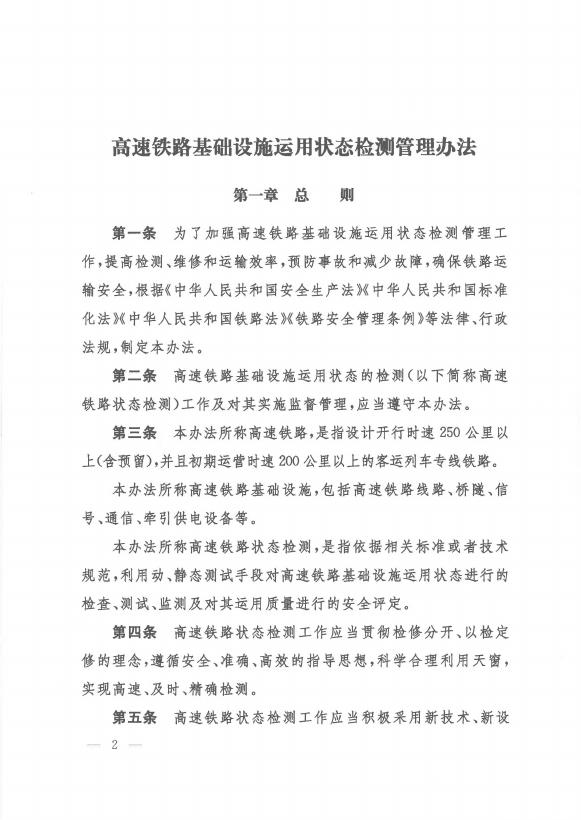 高速铁路基础设施运用状态检测管理办法
第一章 总 则
第一条 为了加强高速铁路基础设施运用状态检测管理工
作,提高检测、维修和运输效率,预防事故和减少故障,确保铁路运
输安全,根据《中华人民共和国安全生产法》《中华人民共和国标准
化法》《中华人民共和国铁路法》《铁路安全管理条例》等法律、行政
法规,制定本办法。
第二条 高速铁路基础设施运用状态的检测(以下简称高速
铁路状态检测)工作及对其实施监督管理,应当遵守本办法。
第三条 本办法所称高速铁路,是指设计开行时速 250 公里以
上(含预留),并且初期运营时速 200 公里以上的客运列车专线铁路。
本办法所称高速铁路基础设施,包括高速铁路线路、桥隧、信
号、通信、牵引供电设备等。
本办法所称高速铁路状态检测,是指依据相关标准或者技术
规范,利用动、静态测试手段对高速铁路基础设施运用状态进行的
检查、测试、监测及对其运用质量进行的安全评定。
第四条 高速铁路状态检测工作应当贯彻检修分开、以检定
修的理念,遵循安全、准确、高效的指导思想,科学合理利用天窗,
实现高速、及时、精确检测。
第五条 高速铁路状态检测工作应当积极采用新技术、新设
— 2 —